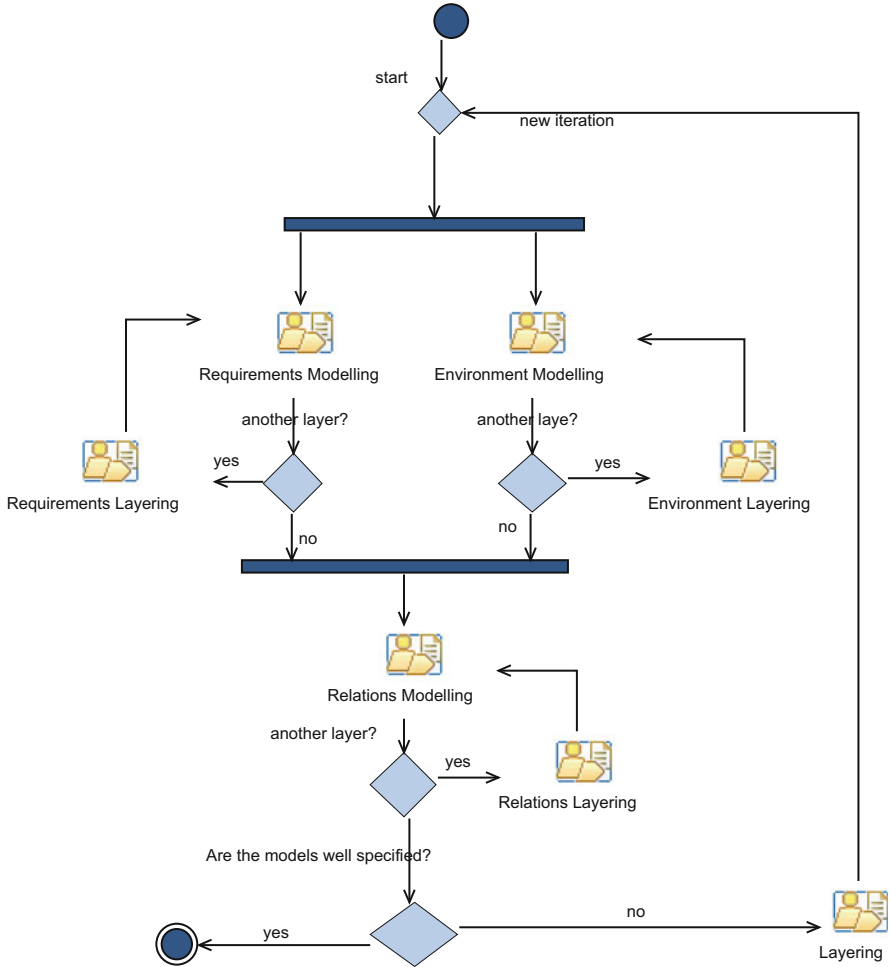 start
new iteration
Requirements Modelling
Environment Modelling
another layer?
another laye?
yes
yes
Requirements Layering
Environment Layering
no
no
Relations Modelling
another layer?
yes
Relations Layering
Are the models well specified?
no
yes
Layering